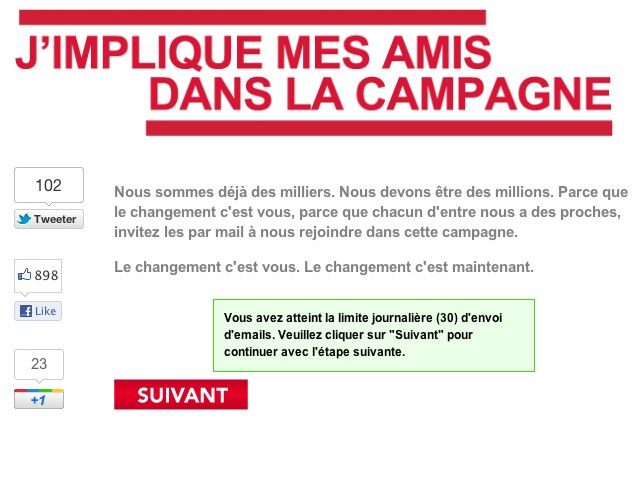 J'IMPLIQUE MES AMIS
DANS LA CAMPAGNE
102
Tweeter
898
Like
23
+1
Nous sommes déjà des milliers. Nous devons être des millions. Parce que
le changement c'est vous, parce que chacun d'entre nous a des proches,
invitez les par mail à nous rejoindre dans cette campagne.
Le changement c'est vous. Le changement c'est maintenant.
Vous avez atteint la limite journalière (30) d'envoi
d'emails. Veuillez cliquer sur "Suivant" pour
continuer avec l'étape suivante.
SUIVANT